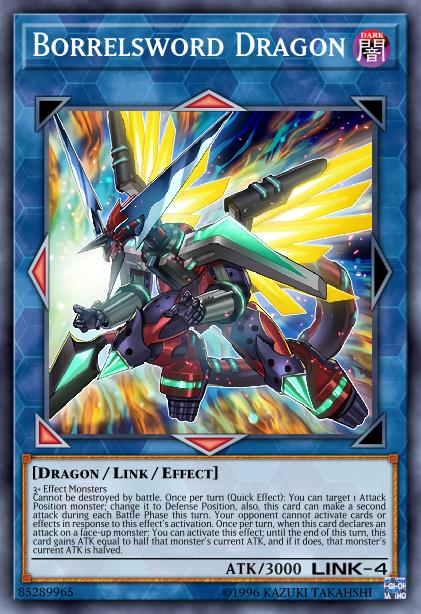 BORRELSWORD DRAGON
DARK
闇
[DRAGON / LINK / EFFECT]
3+ Effect Monsters
Cannot be destroyed by battle. Once per turn (Quick Effect): You can target 1 Attack
Position monster; change it to Defense Position, also, this card can make a second
attack during each Battle Phase this turn. Your opponent cannot activate cards or
effects in response to this effect's activation. Once per turn, when this card declares an
attack on a face-up monster: You can activate this effect; until the end of this turn, this
card gains ATK equal to half that monster's current ATK, and if it does, that monster's
current ATK is halved.
ATK/3000 LINK-4
85289965 ©1996 KAZUKI TAKAHSHI